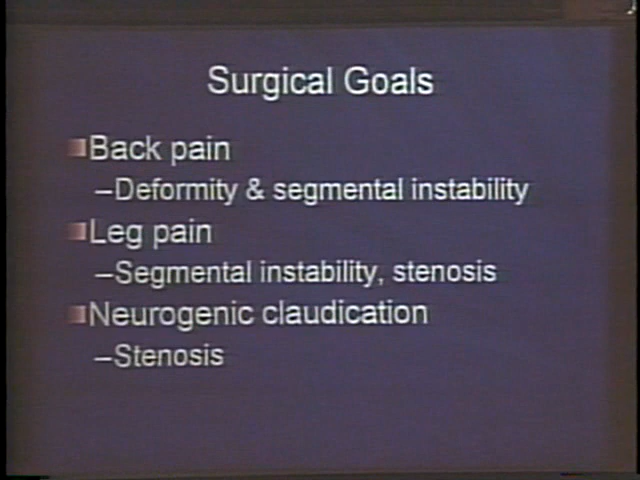 Surgical Goals
Back pain
–Deformity & segmental instability
Leg pain
–Segmental instability, stenosis
Neurogenic claudication
–Stenosis